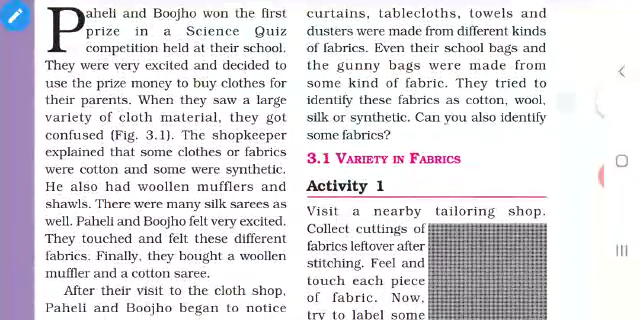 Paheli and Boojho won the first
prize in a Science Quiz
competition held at their school.
They were very excited and decided to
use the prize money to buy clothes for
their parents. When they saw a large
variety of cloth material, they got
confused (Fig. 3.1). The shopkeeper
explained that some clothes or fabrics
were cotton and some were synthetic.
He also had woollen mufflers and
shawls. There were many silk sarees as
well. Paheli and Boojho felt very excited.
They touched and felt these different
fabrics. Finally, they bought a woollen
muffler and a cotton saree.
After their visit to the cloth shop,
Paheli and Boojho began to notice
curtains, tablecloths, towels and
dusters were made from different kinds
of fabrics. Even their school bags and
the gunny bags were made from
some kind of fabric. They tried to
identify these fabrics as cotton, wool,
silk or synthetic. Can you also identify
some fabrics?
3.1 VARIETY IN FABRICS
Activity 1
Visit a nearby tailoring shop.
Collect cuttings of
fabrics leftover after
stitching. Feel and
touch each piece
of fabric. Now,
try to label some